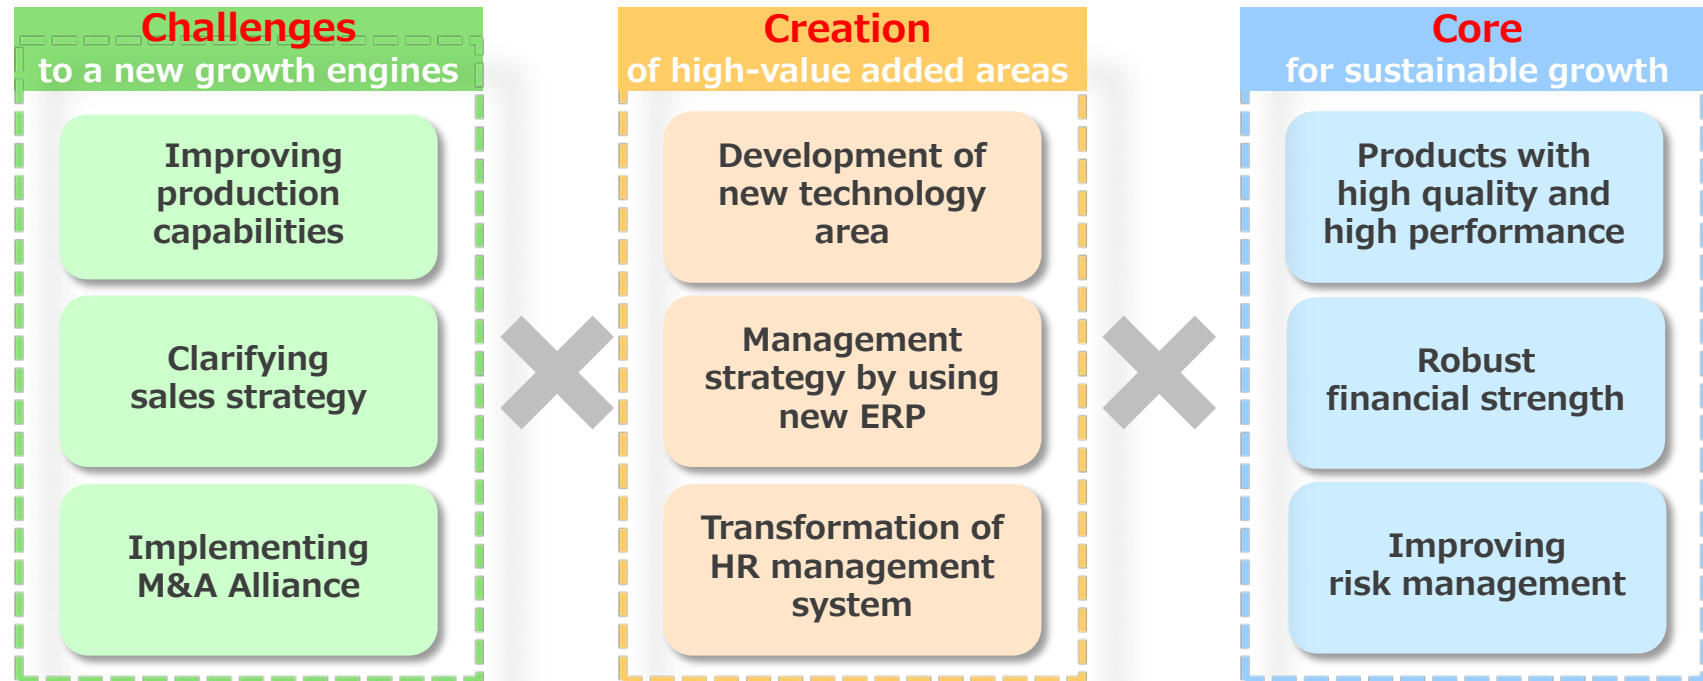 Challenges
to a new growth engines
Improving
production
capabilities
Clarifying
sales strategy
Implementing
M&A Alliance
Creation
of high-value added areas
Development of
new technology
area
Management
strategy by using
new ERP
Transformation of
HR management
system
Core
for sustainable growth
Products with
high quality and
high performance
Robust
financial strength
Improving
risk management